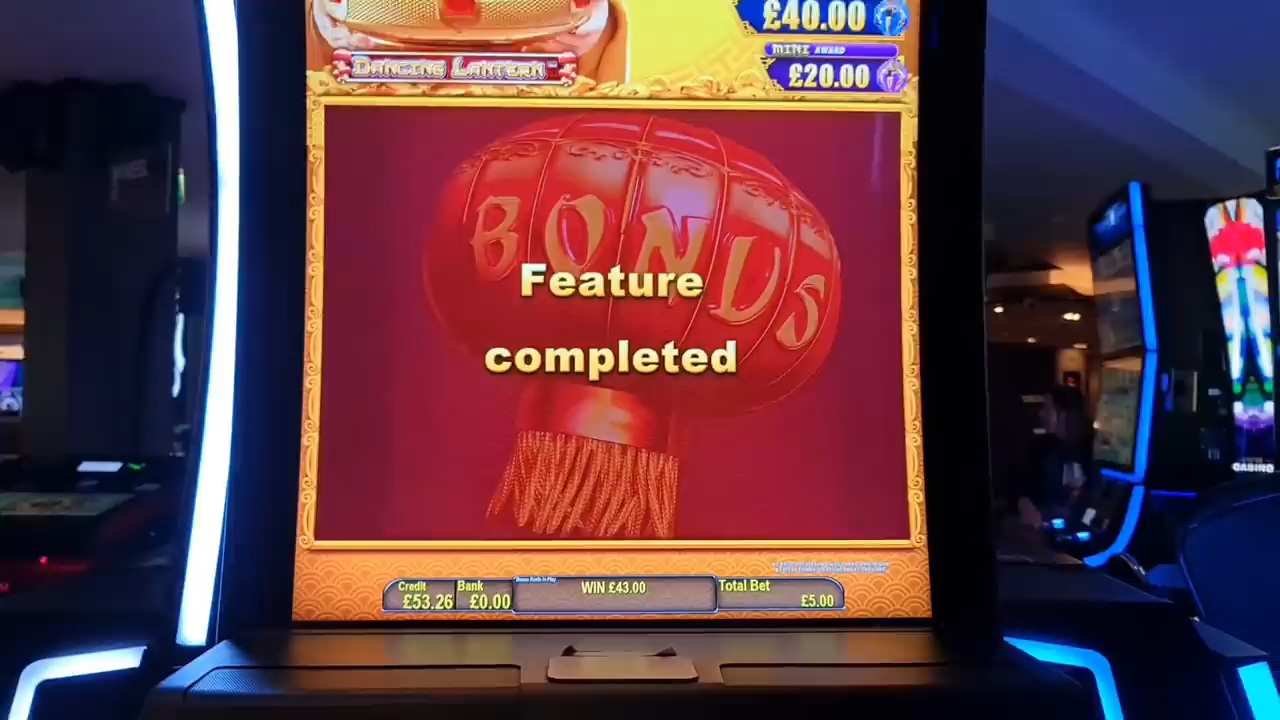 £40.00
MINI AWARD
£20.00
DANCING LANTERN
BONUS
Feature
completed
Credit
£53.26
Bank
£0.00
WIN £43.00
Total Bet
£5.00
CASINO